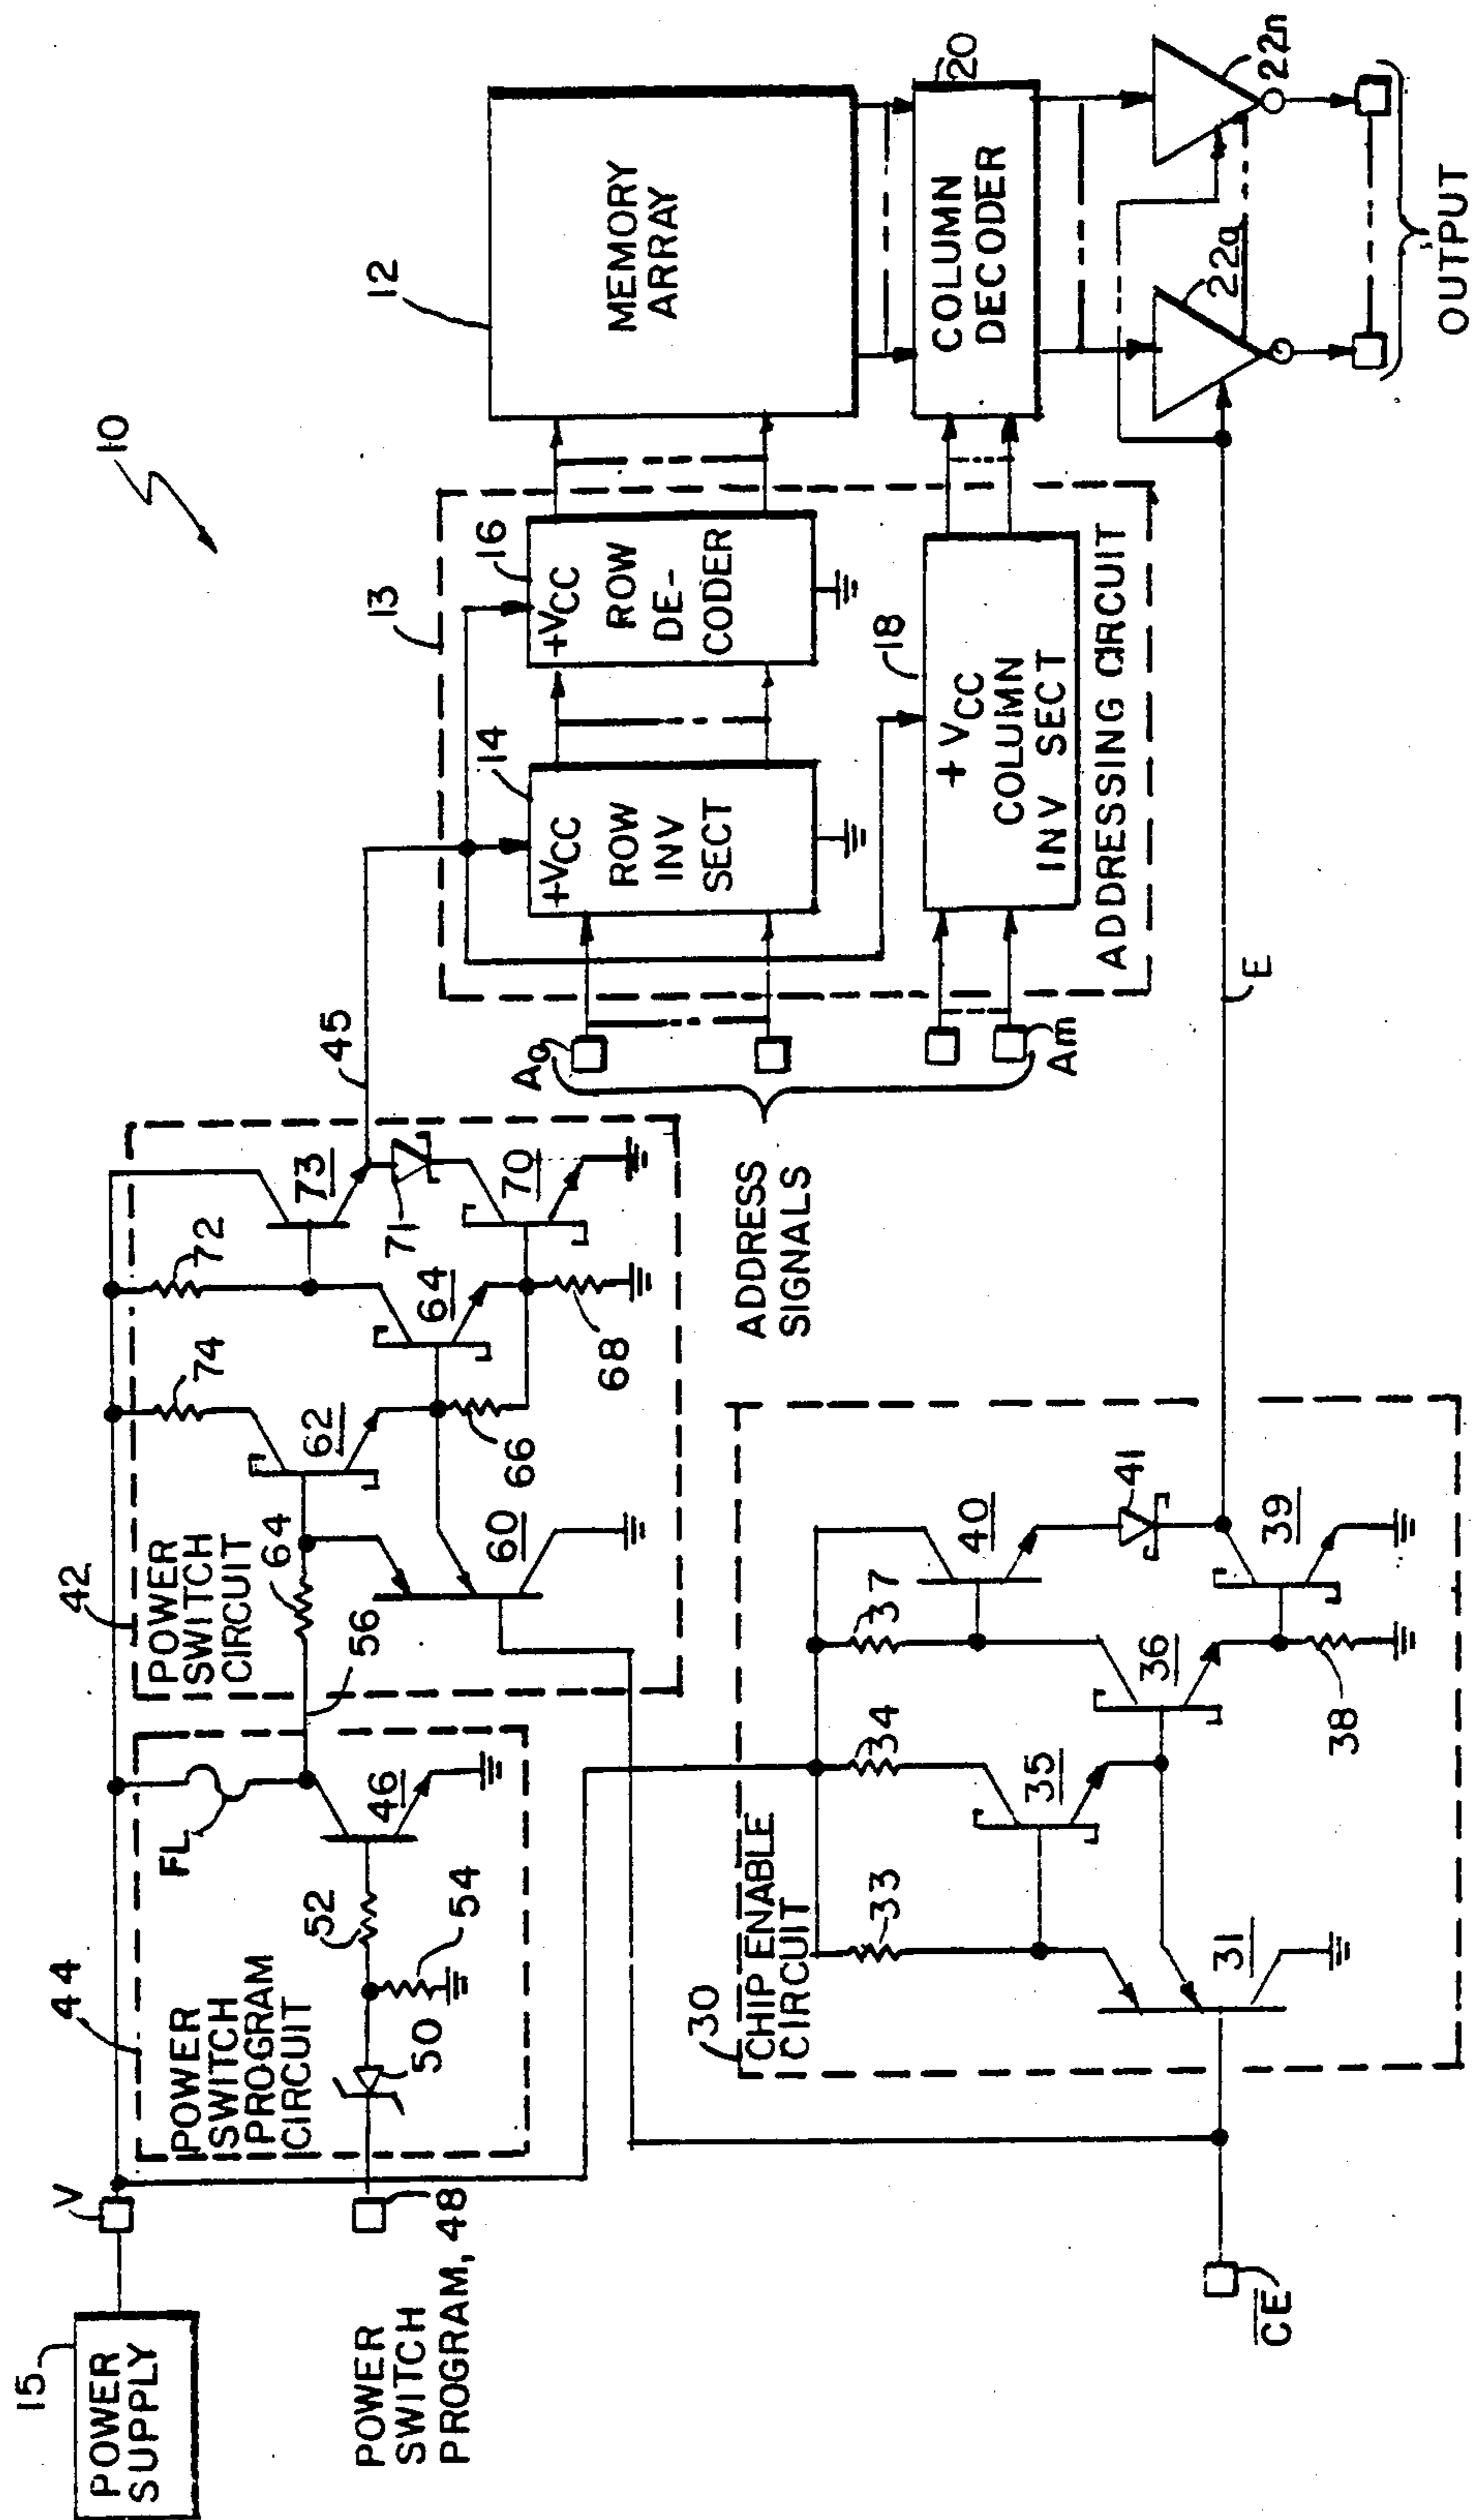 10
15
POWER
SUPPLY
V
44
POWER
SWITCH
PROGRAM
CIRCUIT
FL
46
52
54
50
56
POWER
SWITCH
PROGRAM, 48
42
POWER
SWITCH
CIRCUIT
64
74
72
62
64
73
71
70
60
66
68
45
13
14
+VCC
ROW
INV
SECT
16
+VCC
ROW
DE-
CODER
12
MEMORY
ARRAY
Ao
Am
ADDRESS
SIGNALS
18
+ VCC
COLUMN
INV SECT
ADDRESSING CIRCUIT
20
COLUMN
DECODER
22a
22n
OUTPUT
E
30
CHIP ENABLE
CIRCUIT
33
34
37
35
36
40
41
31
38
39
CE